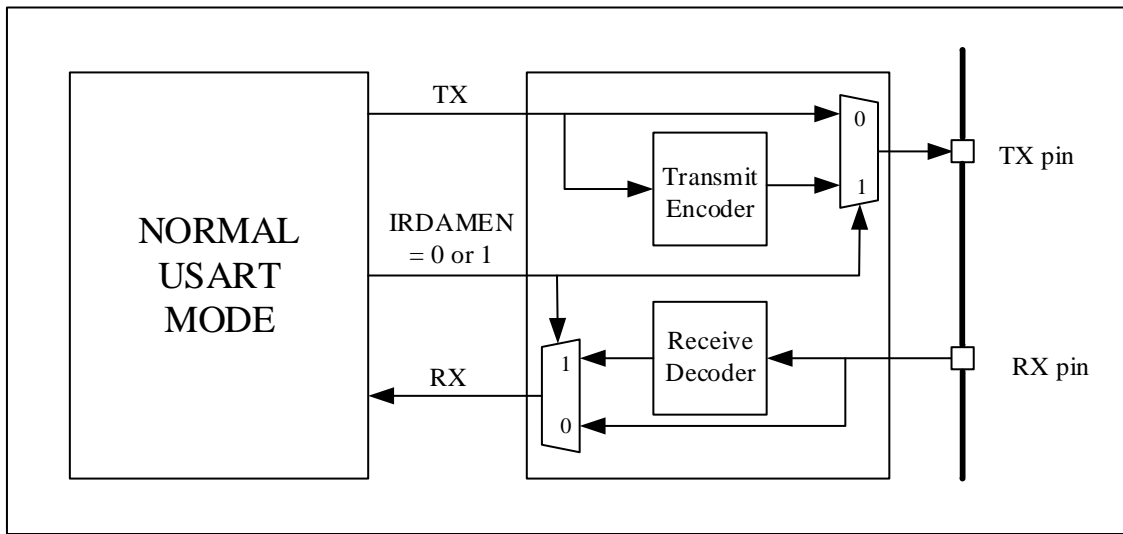 NORMAL
USART
MODE
TX
IRDAMEN
= 0 or 1
RX
Transmit
Encoder
0
1
Receive
Decoder
1
0
TX pin
RX pin